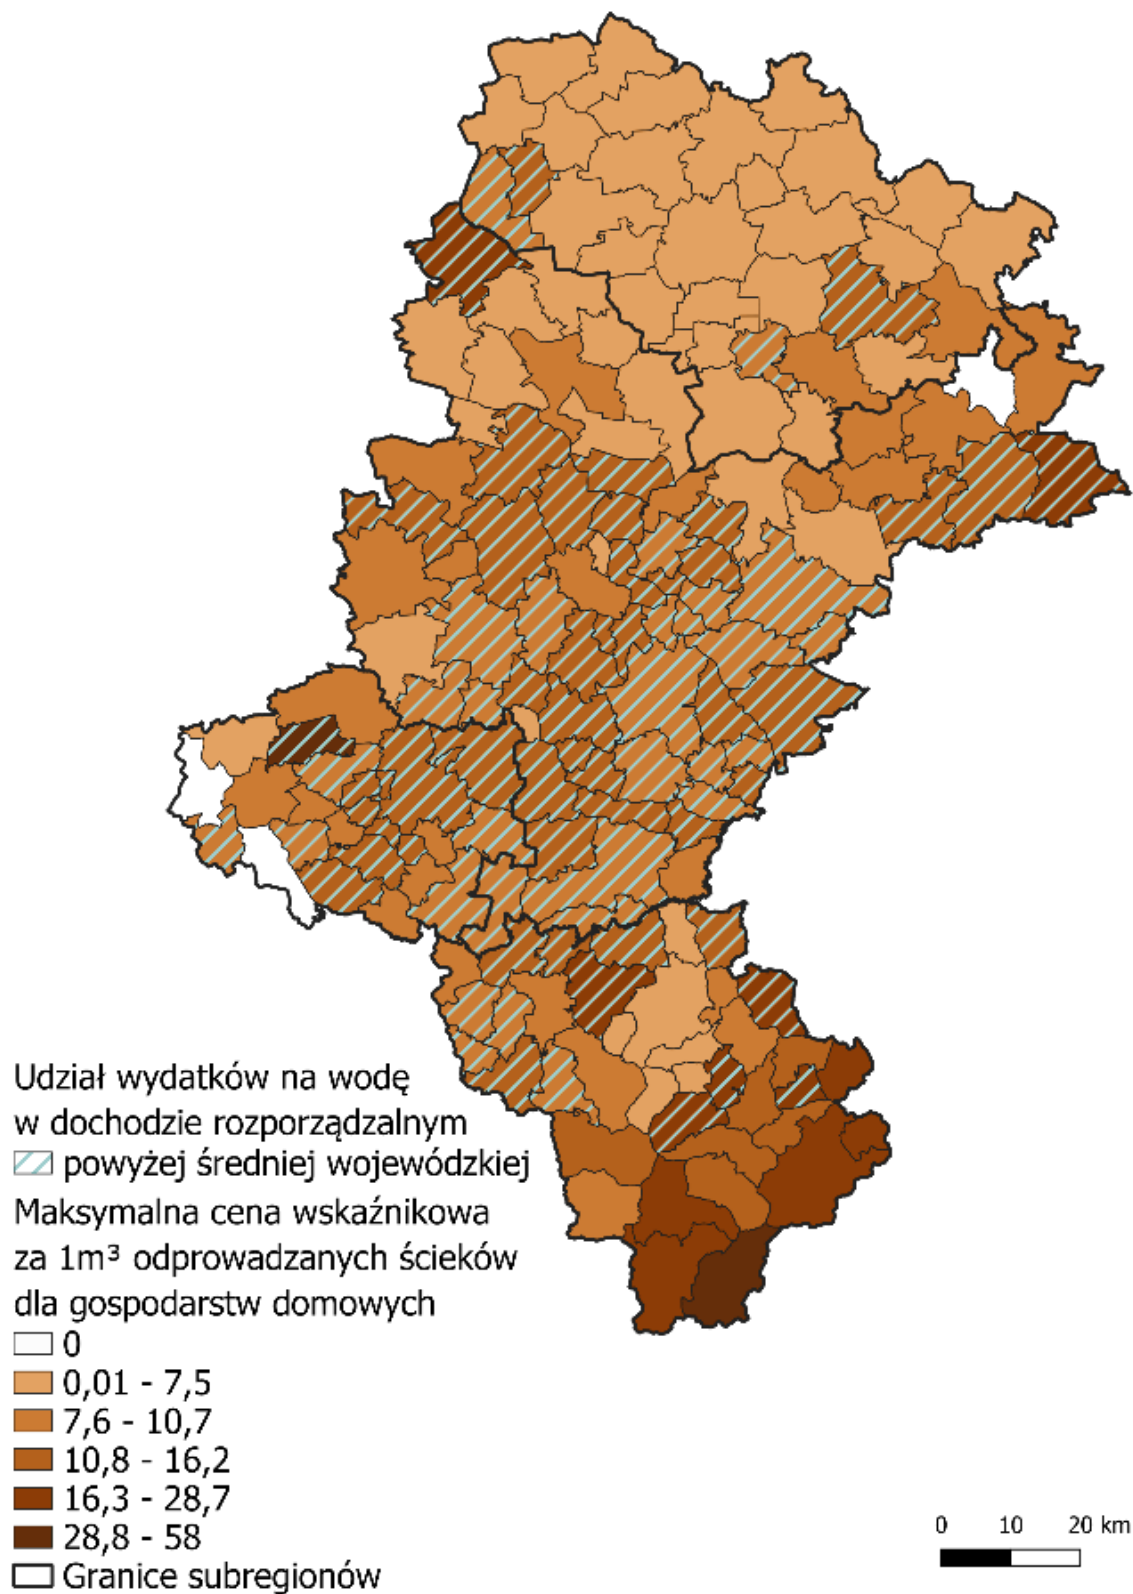 Udział wydatków na wodę
w dochodzie rozporządzalnym
powyżej średniej wojewódzkiej
Maksymalna cena wskaźnikowa
za 1m³ odprowadzanych ścieków
dla gospodarstw domowych
0
0,01 - 7,5
7,6 - 10,7
10,8 - 16,2
16,3 - 28,7
28,8 - 58
Granice subregionów
0 10 20 km